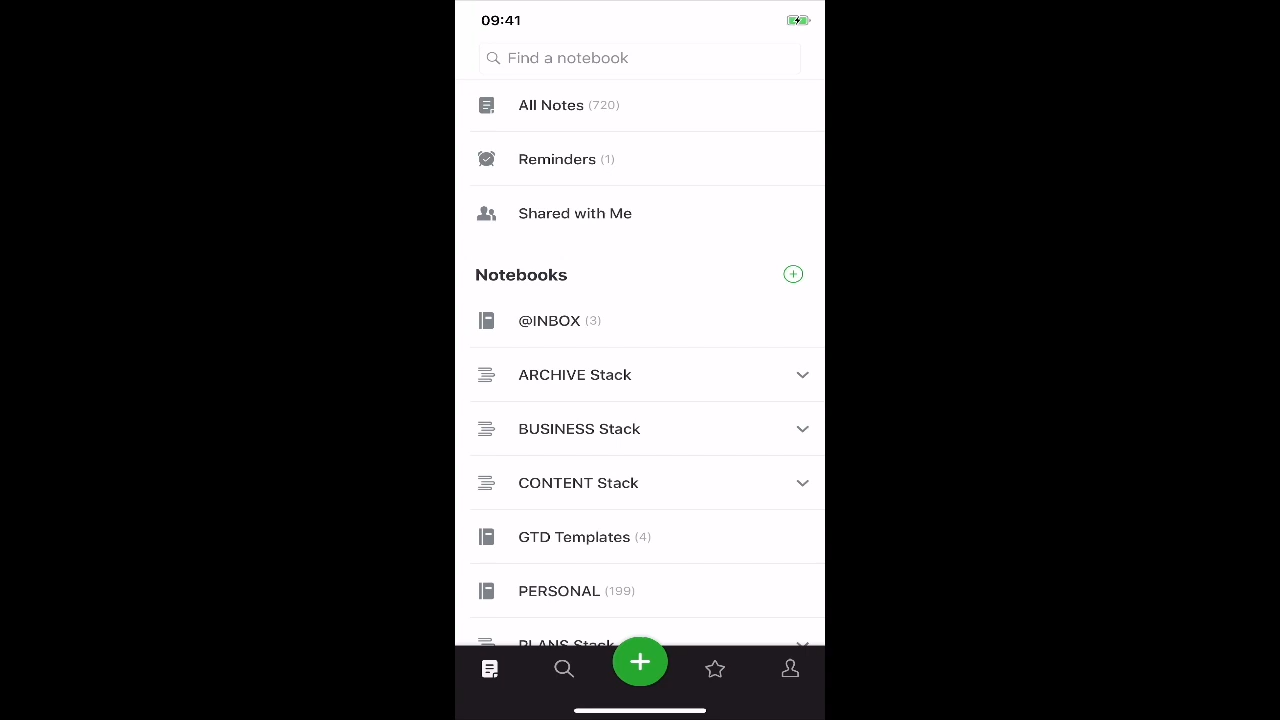 09:41
Find a notebook
All Notes (720)
Reminders (1)
Shared with Me
Notebooks
@INBOX (3)
ARCHIVE Stack
BUSINESS Stack
CONTENT Stack
GTD Templates (4)
PERSONAL (199)
PLANS Stack